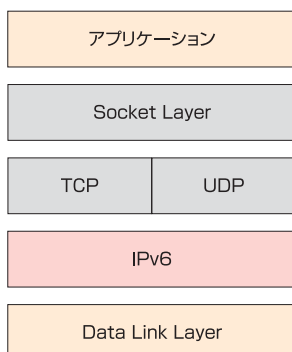 アプリケーション
Socket Layer
TCP UDP
IPv6
Data Link Layer